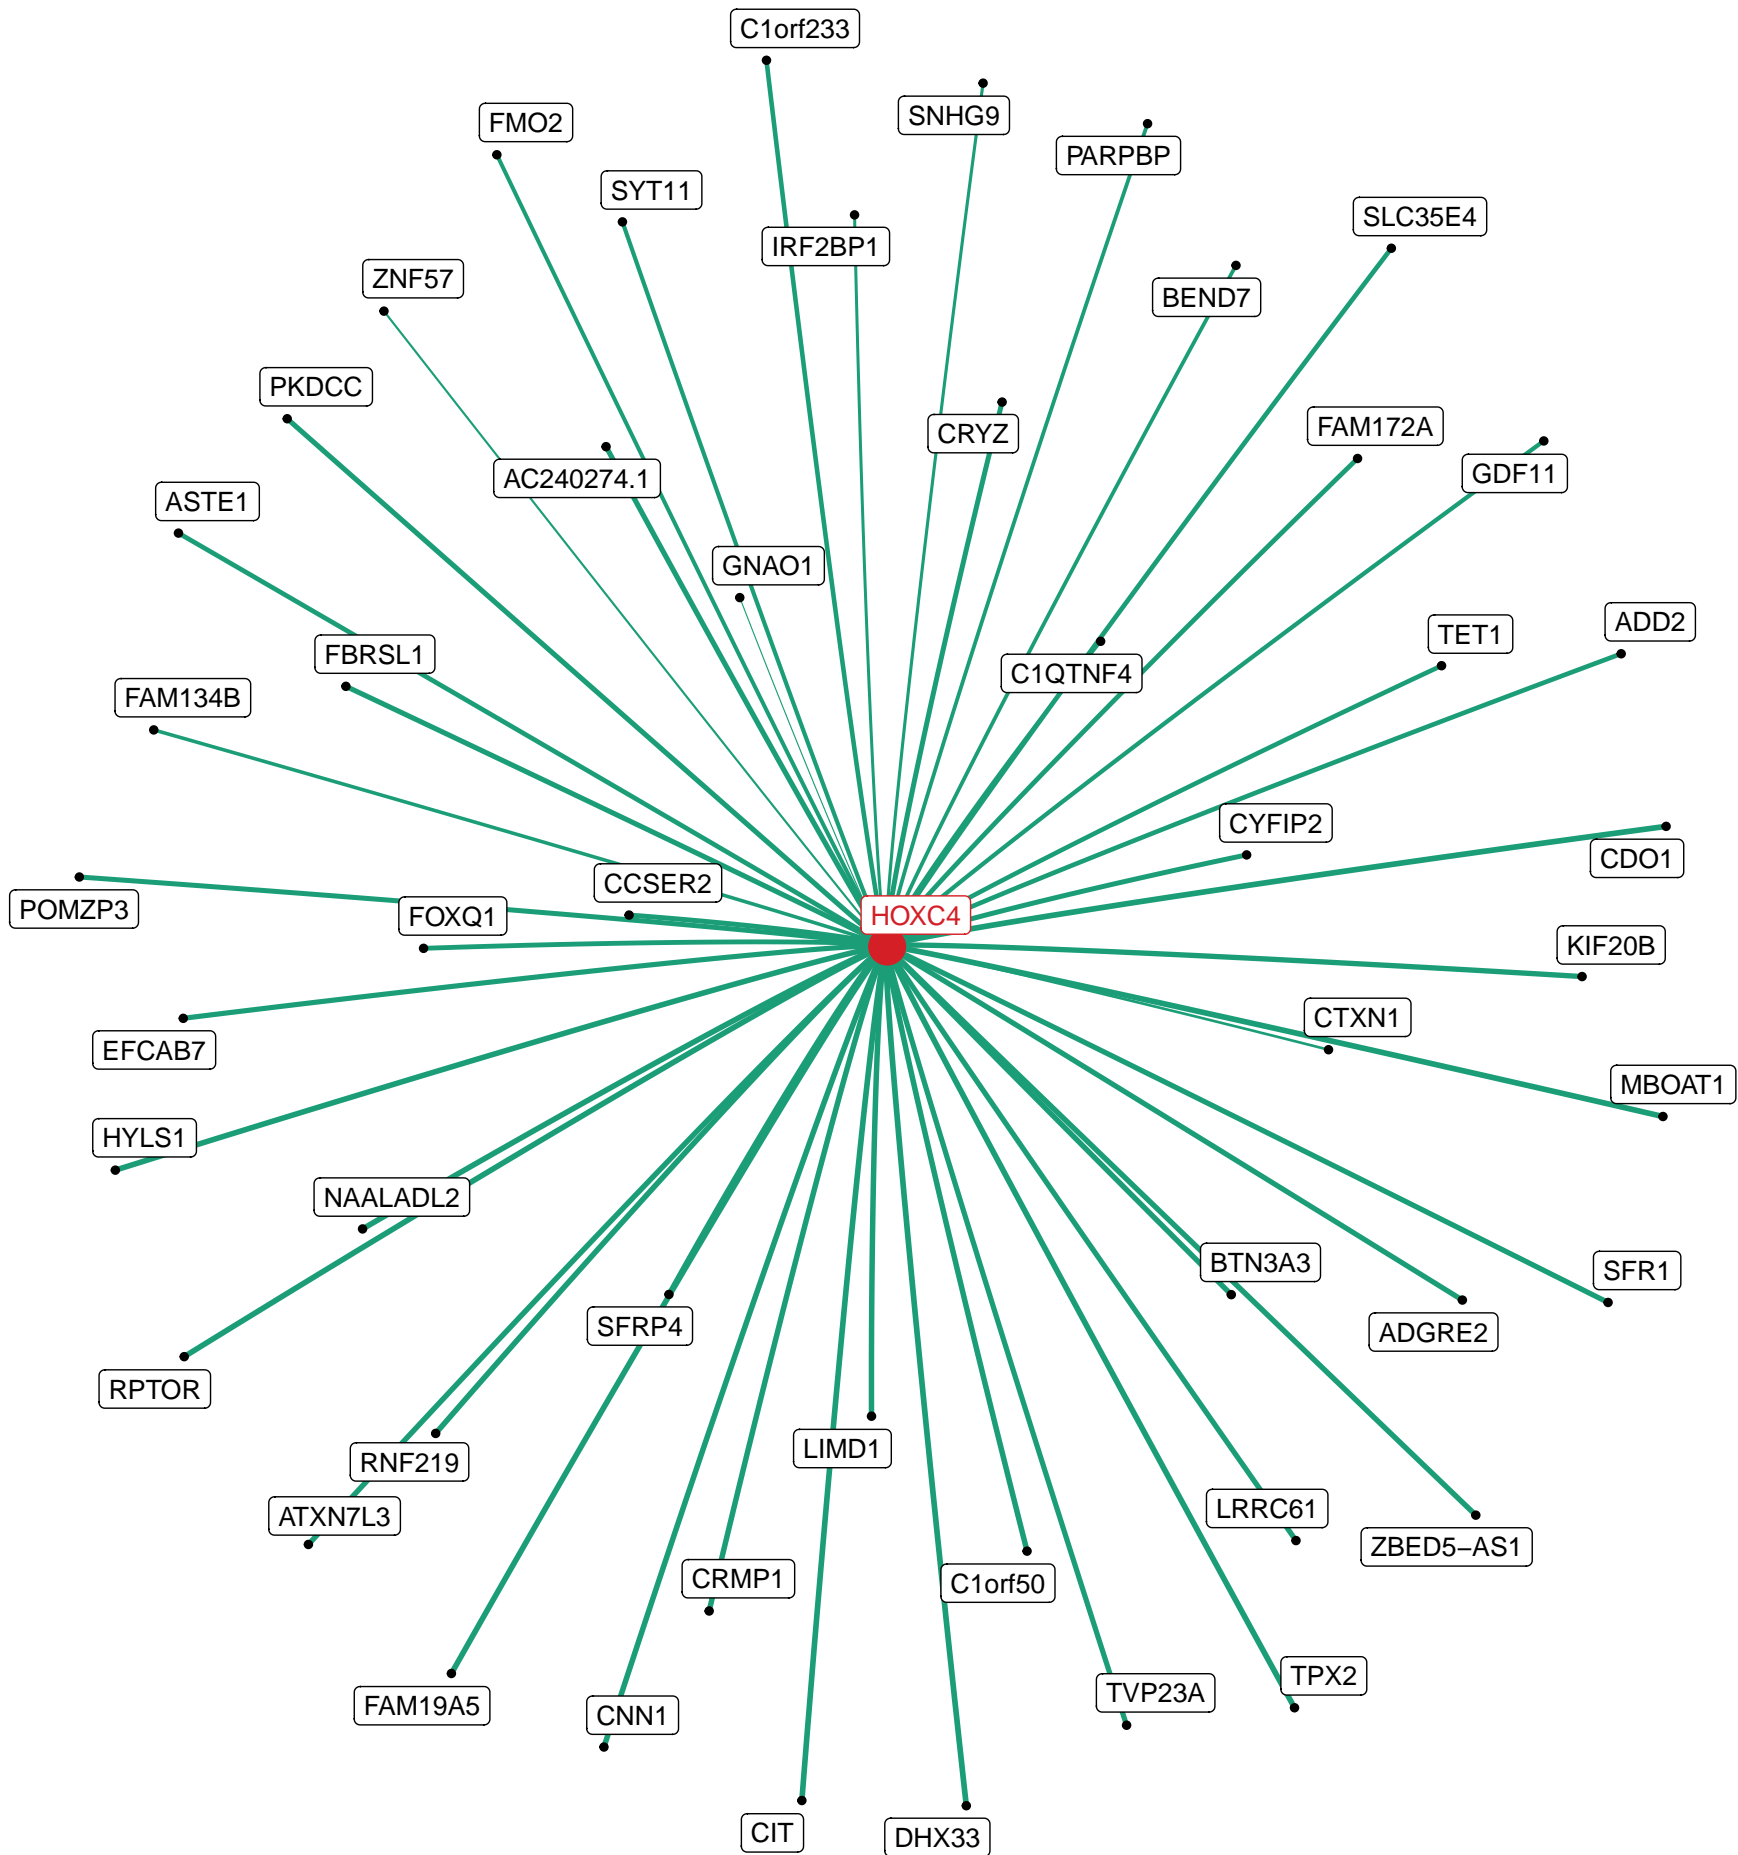 C1orf233
SNHG9
FMO2
PARPBP
SYT11
SLC35E4
IRF2BP1
ZNF57
BEND7
PKDCC
FAM172A
CRYZ
GDF11
AC240274.1
ASTE1
GNAO1
ADD2
TET1
FBRSL1
C1QTNF4
FAM134B
CYFIP2
CDO1
CCSER2
POMZP3
FOXQ1
HOXC4
KIF20B
CTXN1
EFCAB7
MBOAT1
HYLS1
NAALADL2
BTN3A3
SFR1
SFRP4
ADGRE2
RPTOR
LIMD1
RNF219
LRRC61
ATXN7L3
ZBED5−AS1
CRMP1
C1orf50
TPX2
TVP23A
FAM19A5
CNN1
CIT
DHX33